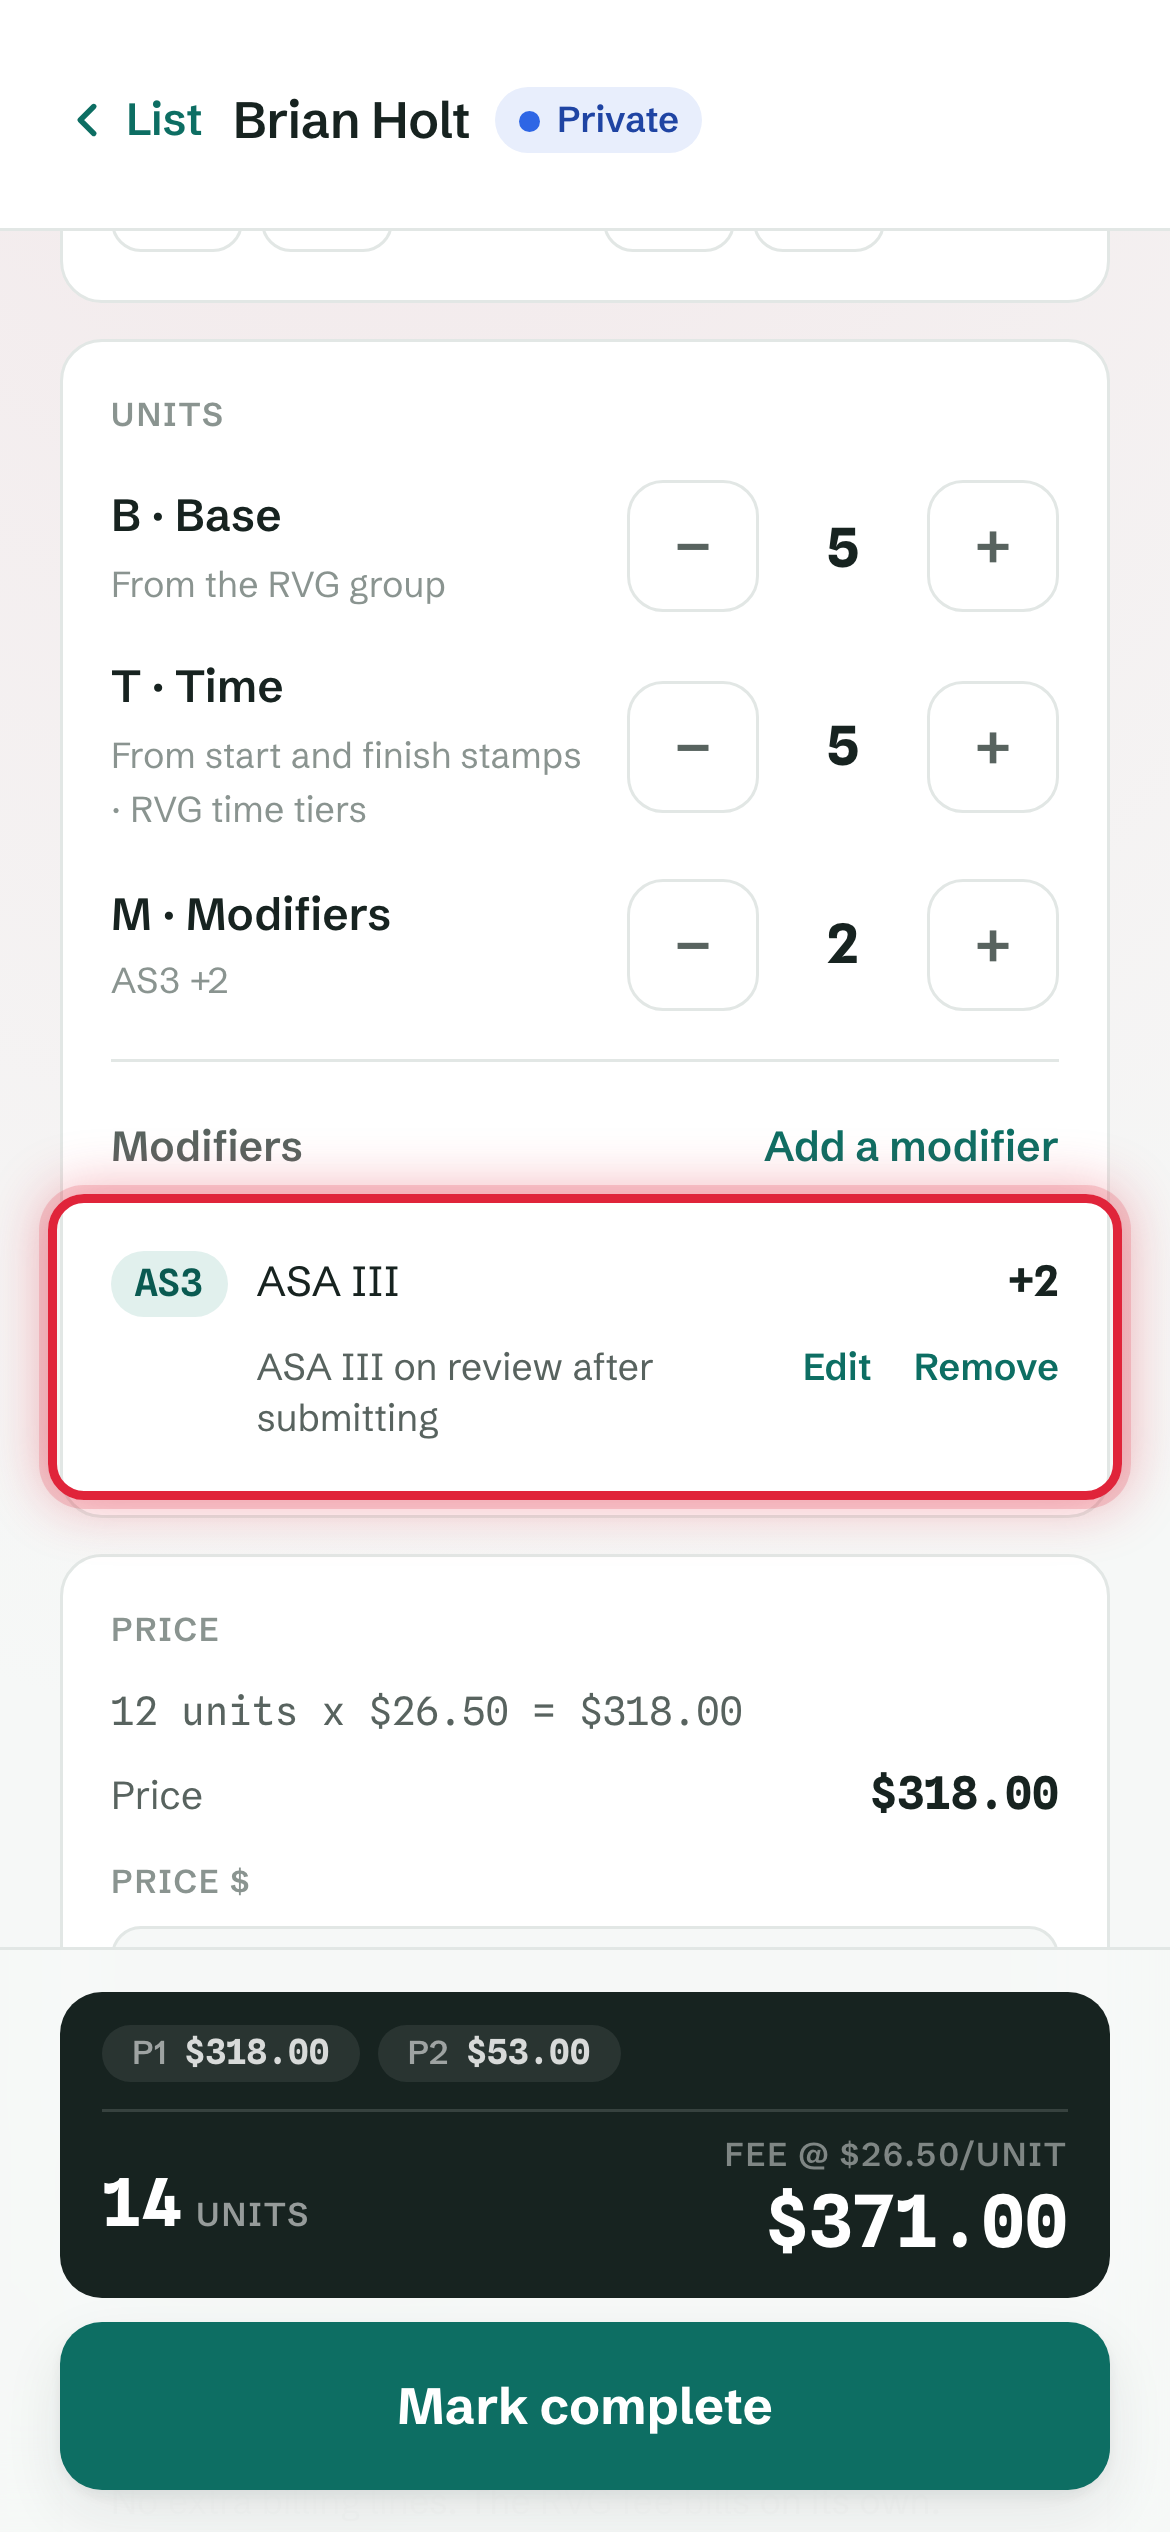 List Brian Holt Private
UNITS
B · Base
From the RVG group
− 5 +
T · Time
From start and finish stamps
· RVG time tiers
− 5 +
M · Modifiers
AS3 +2
− 2 +
Modifiers Add a modifier
AS3 ASA III +2
ASA III on review after
submitting
Edit Remove
PRICE
12 units x $26.50 = $318.00
Price $318.00
PRICE $
P1 $318.00 P2 $53.00
14 UNITS
FEE @ $26.50/UNIT
$371.00
Mark complete